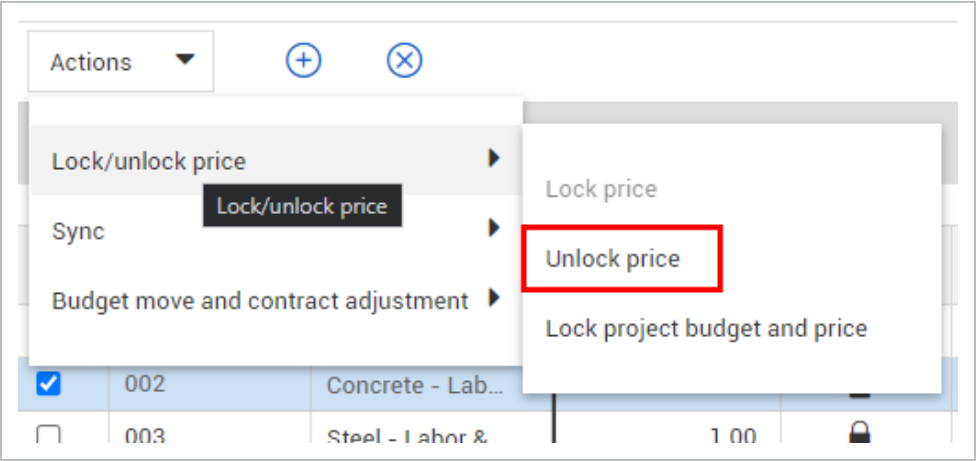 Actions
Lock/unlock price
Lock/unlock price
Sync
Budget move and contract adjustment
Lock price
Unlock price
Lock project budget and price
002 Concrete - Lab...
003 Steel - Labor & 1.00